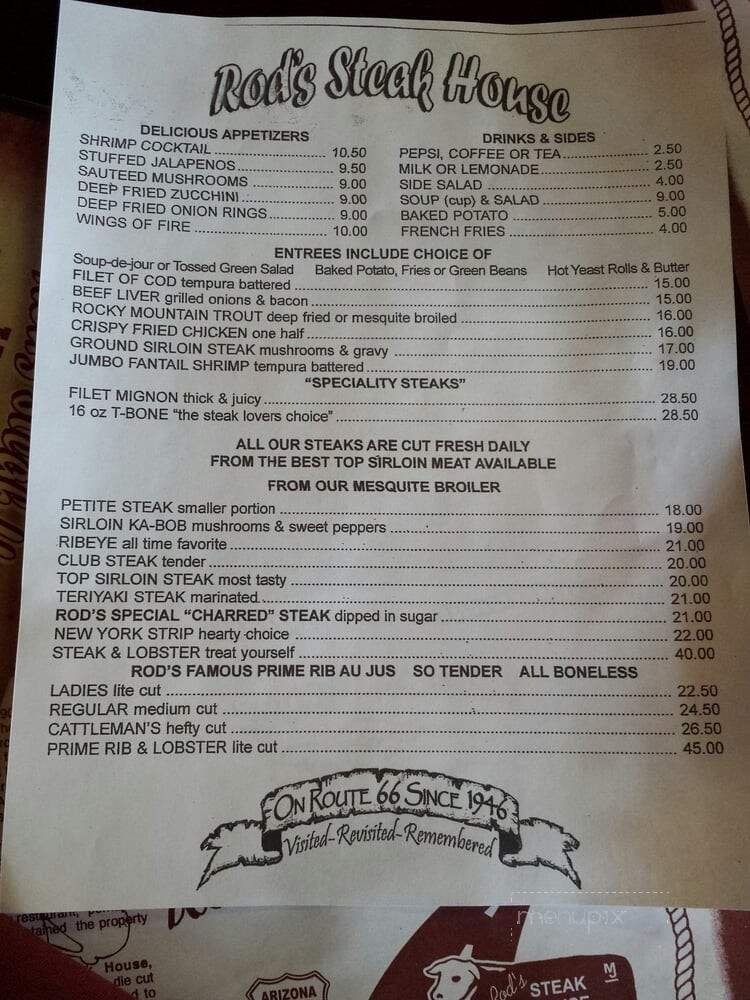 Rod's Steak House
DELICIOUS APPETIZERS
SHRIMP COCKTAIL 10.50
STUFFED JALAPENOS 9.50
SAUTEED MUSHROOMS 9.00
DEEP FRIED ZUCCHINI 9.00
DEEP FRIED ONION RINGS 9.00
WINGS OF FIRE 10.00
DRINKS & SIDES
PEPSI, COFFEE OR TEA 2.50
MILK OR LEMONADE 2.50
SIDE SALAD 4.00
SOUP (cup) & SALAD 9.00
BAKED POTATO 5.00
FRENCH FRIES 4.00
ENTREES INCLUDE CHOICE OF
Soup-de-jour or Tossed Green Salad Baked Potato, Fries or Green Beans Hot Yeast Rolls & Butter
FILET OF COD tempura battered 15.00
BEEF LIVER grilled onions & bacon 15.00
ROCKY MOUNTAIN TROUT deep fried or mesquite broiled 16.00
CRISPY FRIED CHICKEN one half 16.00
GROUND SIRLOIN STEAK mushrooms & gravy 17.00
JUMBO FANTAIL SHRIMP tempura battered 19.00
"SPECIALITY STEAKS"
FILET MIGNON thick & juicy 28.50
16 oz T-BONE "the steak lovers choice" 28.50
ALL OUR STEAKS ARE CUT FRESH DAILY
FROM THE BEST TOP SIRLOIN MEAT AVAILABLE
FROM OUR MESQUITE BROILER
PETITE STEAK smaller portion 18.00
SIRLOIN KA-BOB mushrooms & sweet peppers 19.00
RIBEYE all time favorite 21.00
CLUB STEAK tender 20.00
TOP SIRLOIN STEAK most tasty 20.00
TERIYAKI STEAK marinated 21.00
ROD'S SPECIAL "CHARRED" STEAK dipped in sugar 21.00
NEW YORK STRIP hearty choice 22.00
STEAK & LOBSTER treat yourself 40.00
ROD'S FAMOUS PRIME RIB AU JUS SO TENDER ALL BONELESS
LADIES lite cut 22.50
REGULAR medium cut 24.50
CATTLEMAN'S hefty cut 26.50
PRIME RIB & LOBSTER lite cut 45.00
ON ROUTE 66 SINCE 1946
Visited-Revisited-Remembered
menupix
restaurant,
the property
House,
die cut
to
ARIZONA
Rod's STEAK
MJ